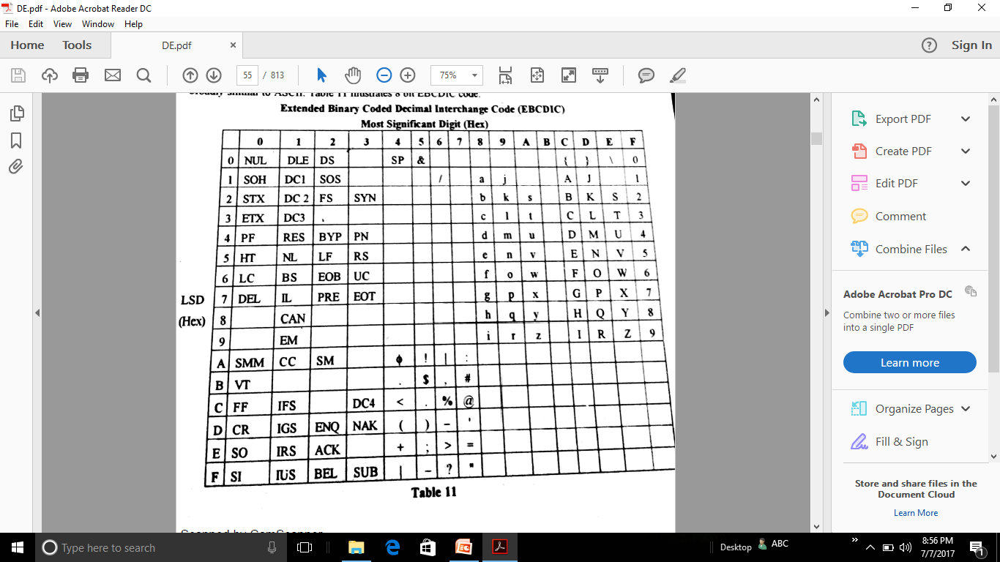 DE.pdf - Adobe Acrobat Reader DC
File Edit View Window Help
Home Tools DE.pdf × ? Sign In
55 / 813 75%
broadly similar to ASCII. Table 11 illustrates 8 bit EBCDIC code.
Extended Binary Coded Decimal Interchange Code (EBCDIC)
Most Significant Digit (Hex)
0 1 2 3 4 5 6 7 8 9 A B C D E F
0 NUL DLE DS SP & { } \ 0
1 SOH DC1 SOS / a j A J 1
2 STX DC 2 FS SYN b k s B K S 2
3 ETX DC3 c l t C L T 3
4 PF RES BYP PN d m u D M U 4
5 HT NL LF RS e n v E N V 5
6 LC BS EOB UC f o w F O W 6
LSD 7 DEL IL PRE EOT g p x G P X 7
(Hex) 8 CAN h q y H Q Y 8
9 EM i r z I R Z 9
A SMM CC SM ϕ ! | :
B VT . $ , #
C FF IFS DC4 < . % @
D CR IGS ENQ NAK ( ) – '
E SO IRS ACK + ; > =
F SI IUS BEL SUB | – ? "
Table 11
Scanned by CamScanner
Export PDF
Create PDF
Edit PDF
Comment
Combine Files
Adobe Acrobat Pro DC
Combine two or more files
into a single PDF
Learn more
Organize Pages
Fill & Sign
Store and share files in the
Document Cloud
Learn More
Type here to search
Desktop ABC
8:56 PM
7/7/2017
1